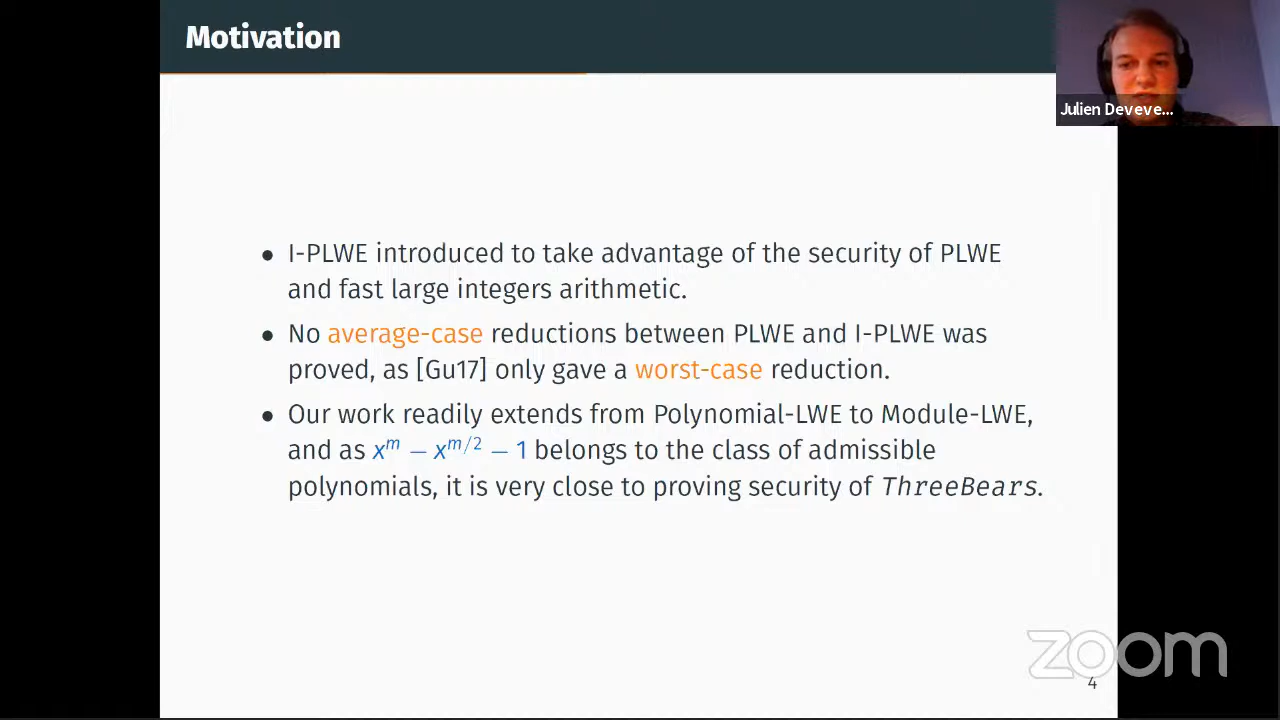 Motivation
Julien Deveve...
• I-PLWE introduced to take advantage of the security of PLWE
and fast large integers arithmetic.
• No average-case reductions between PLWE and I-PLWE was
proved, as [Gu17] only gave a worst-case reduction.
• Our work readily extends from Polynomial-LWE to Module-LWE,
and as x^m − x^{m/2} − 1 belongs to the class of admissible
polynomials, it is very close to proving security of ThreeBears.
zoom
4